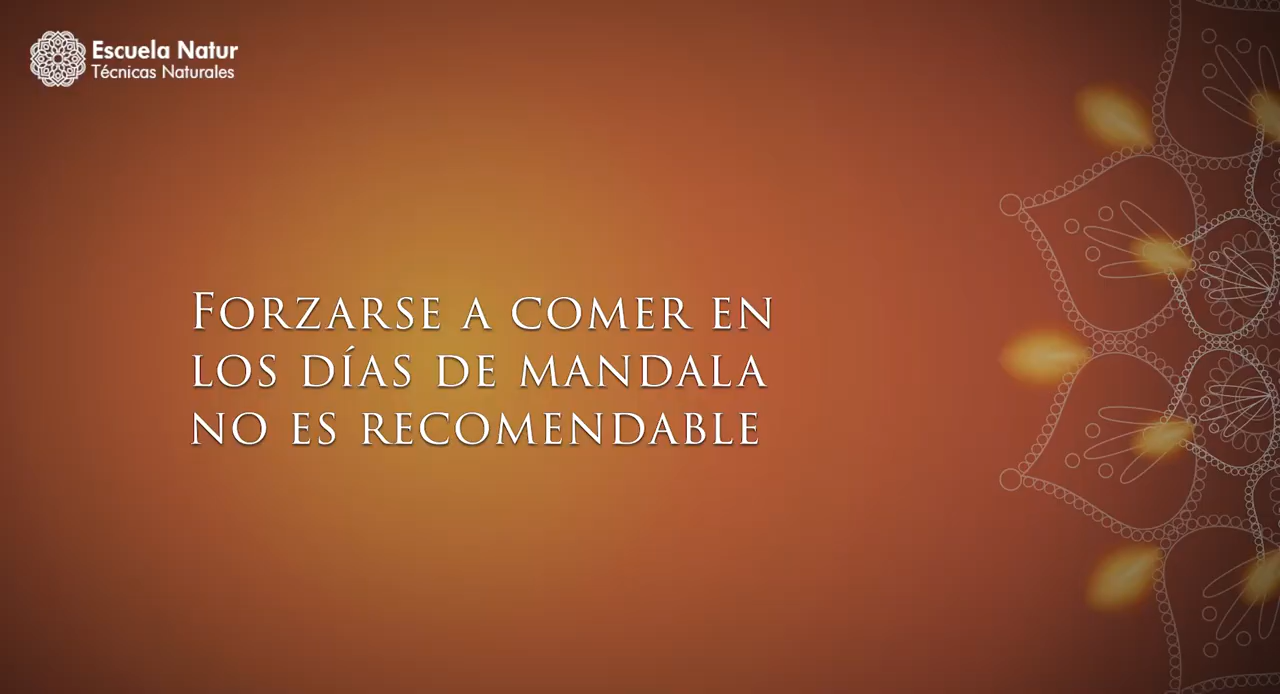 Escuela Natur
Técnicas Naturales
FORZARSE A COMER EN
LOS DÍAS DE MANDALA
NO ES RECOMENDABLE